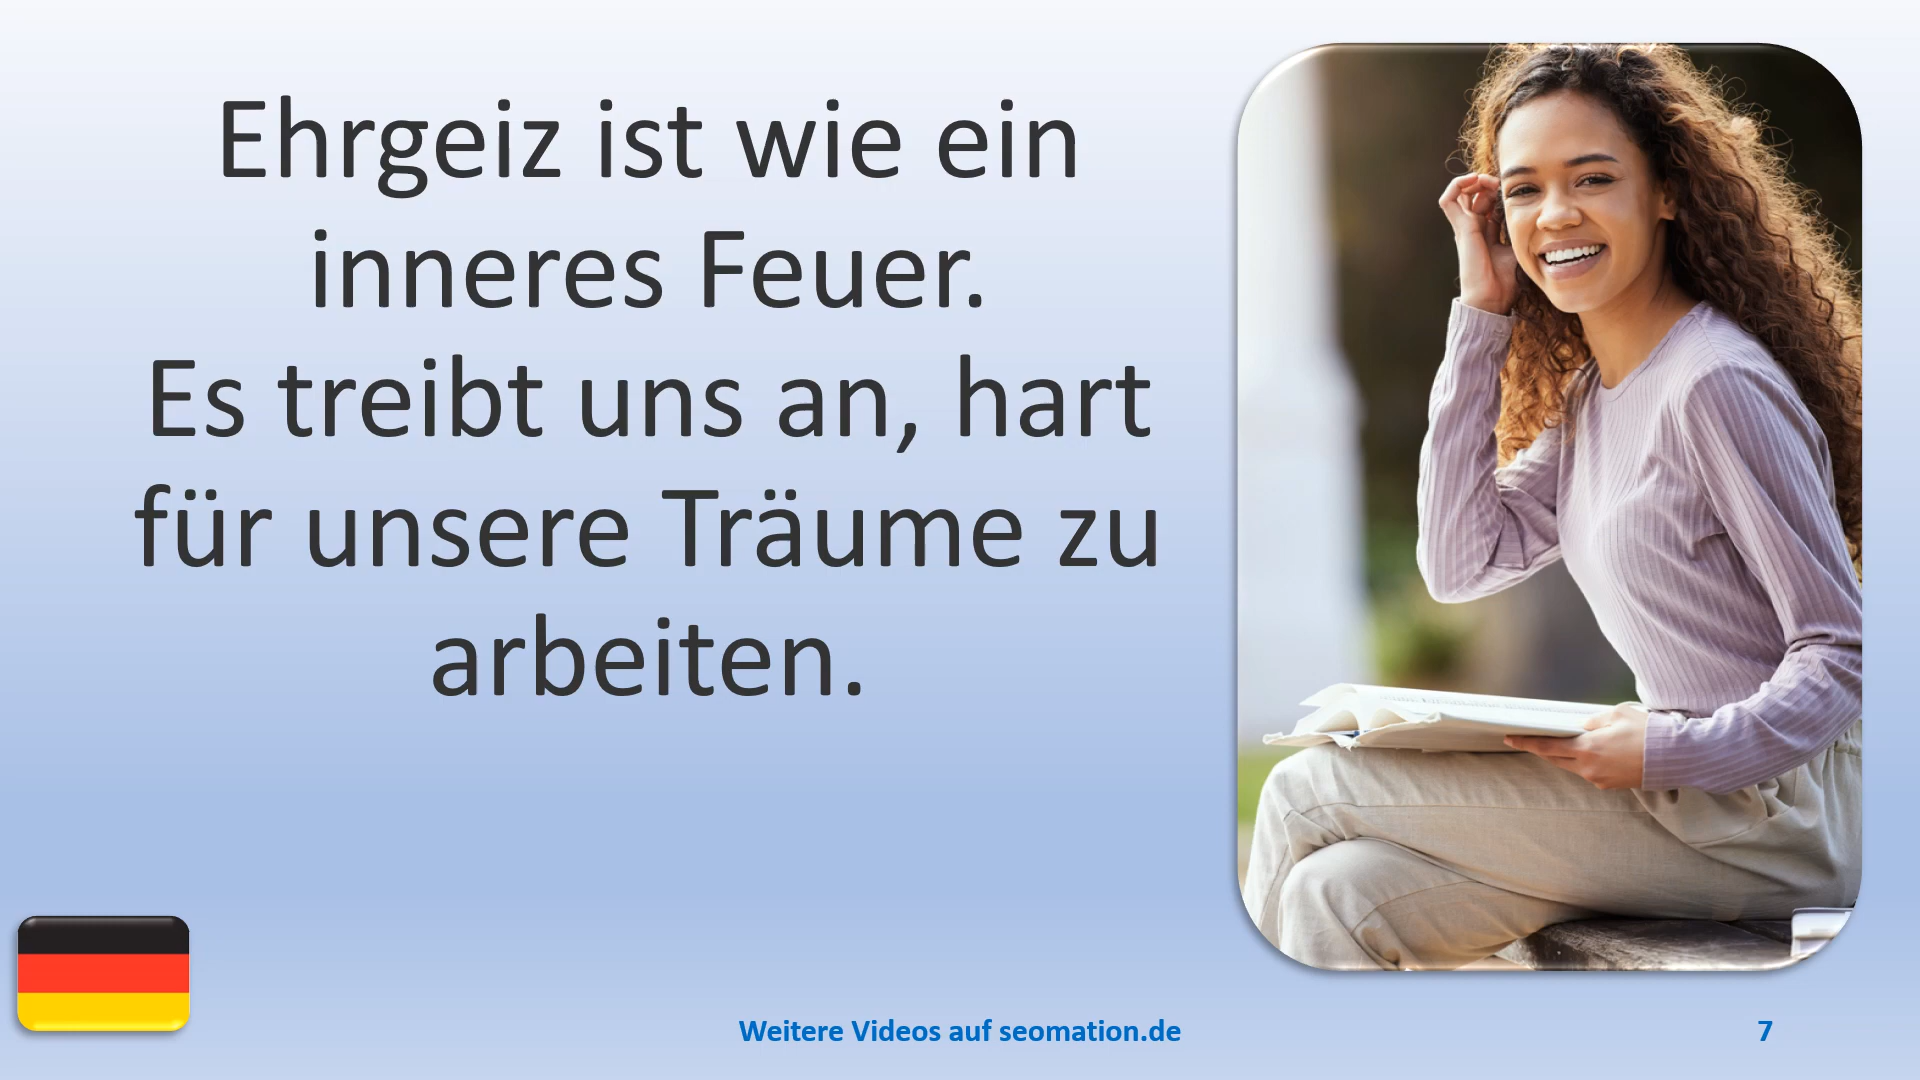 Ehrgeiz ist wie ein
inneres Feuer.
Es treibt uns an, hart
für unsere Träume zu
arbeiten.
Weitere Videos auf seomation.de
7